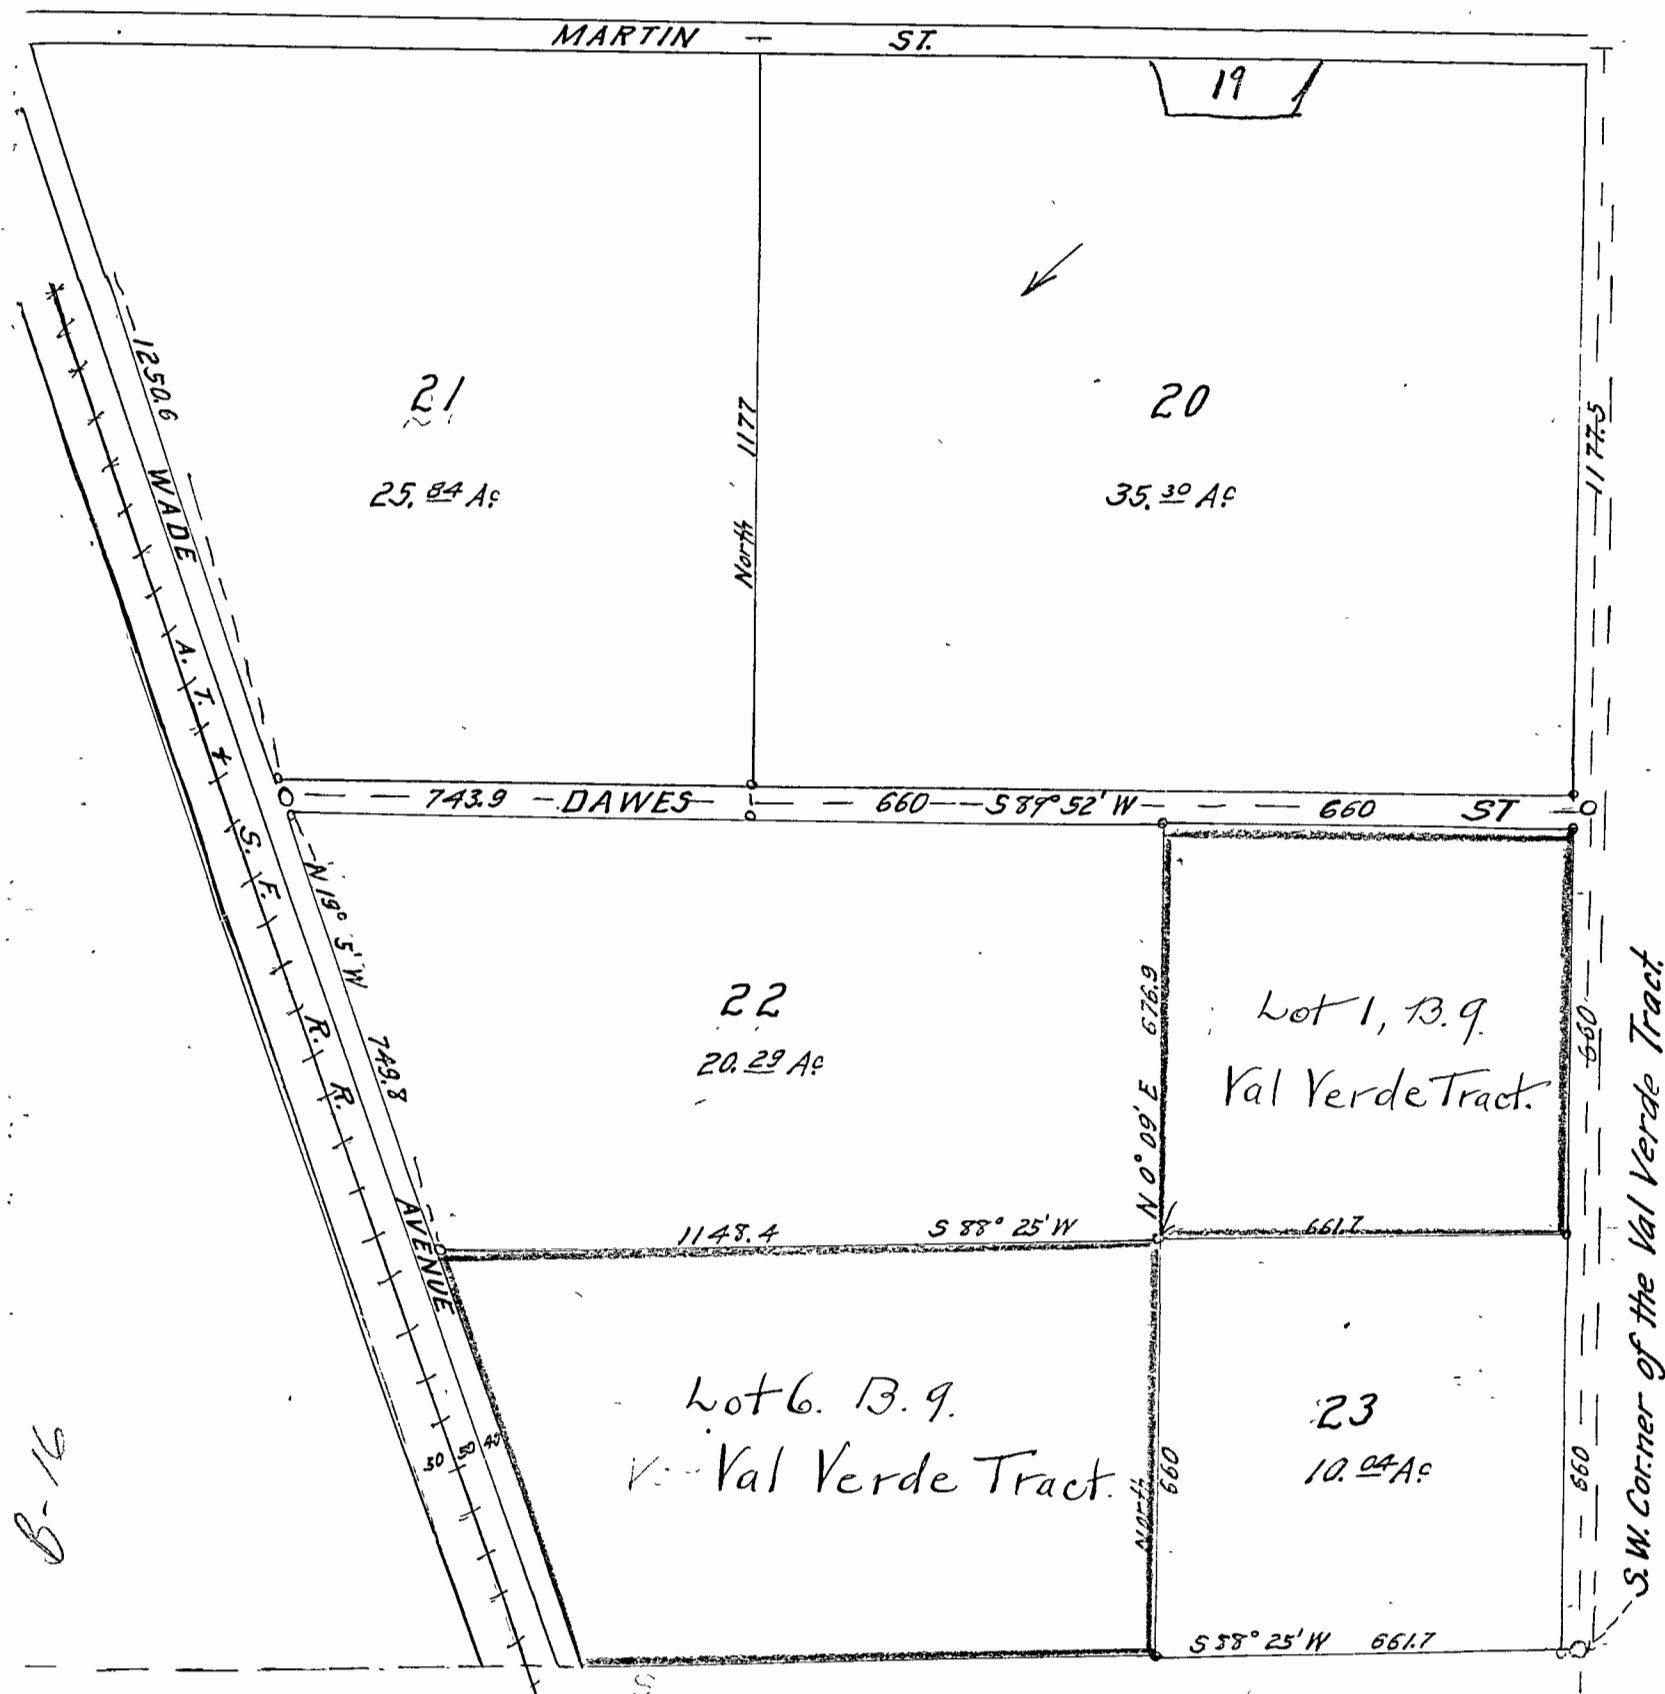 MARTIN — ST.
19
1250.6
WADE
21
25.84 Ac
North 1177
20
35.30 Ac
1177.5
A. T. & S. F. R. R.
743.9 — DAWES — 660 — S 89° 52' W — 660 ST
N 19° 5' W 749.8
22
20.29 Ac
N 0° 09' E 676.9
Lot 1, B. 9.
Val Verde Tract.
660
AVENUE
1148.4 S 88° 25' W
661.7
Lot 6. B. 9.
Val Verde Tract.
North 660
23
10.04 Ac
660
50 50 40
S 88° 25' W 661.7
S. W. Corner of the Val Verde Tract.
B-16